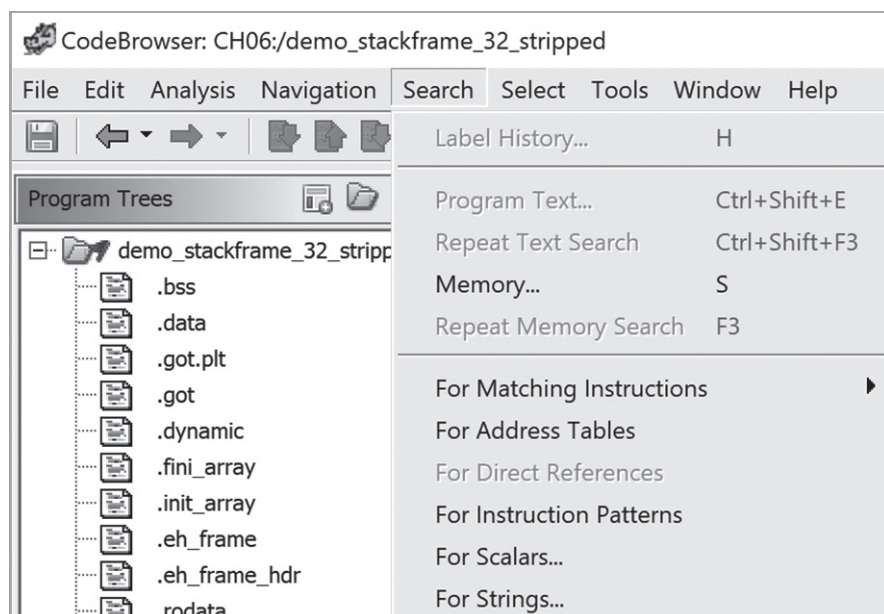 CodeBrowser: CH06:/demo_stackframe_32_stripped
File Edit Analysis Navigation Search Select Tools Window Help
Label History... H
Program Trees
Program Text... Ctrl+Shift+E
Repeat Text Search Ctrl+Shift+F3
Memory... S
Repeat Memory Search F3
For Matching Instructions
For Address Tables
For Direct References
For Instruction Patterns
For Scalars...
For Strings...
demo_stackframe_32_stripp
.bss
.data
.got.plt
.got
.dynamic
.fini_array
.init_array
.eh_frame
.eh_frame_hdr
.rodata